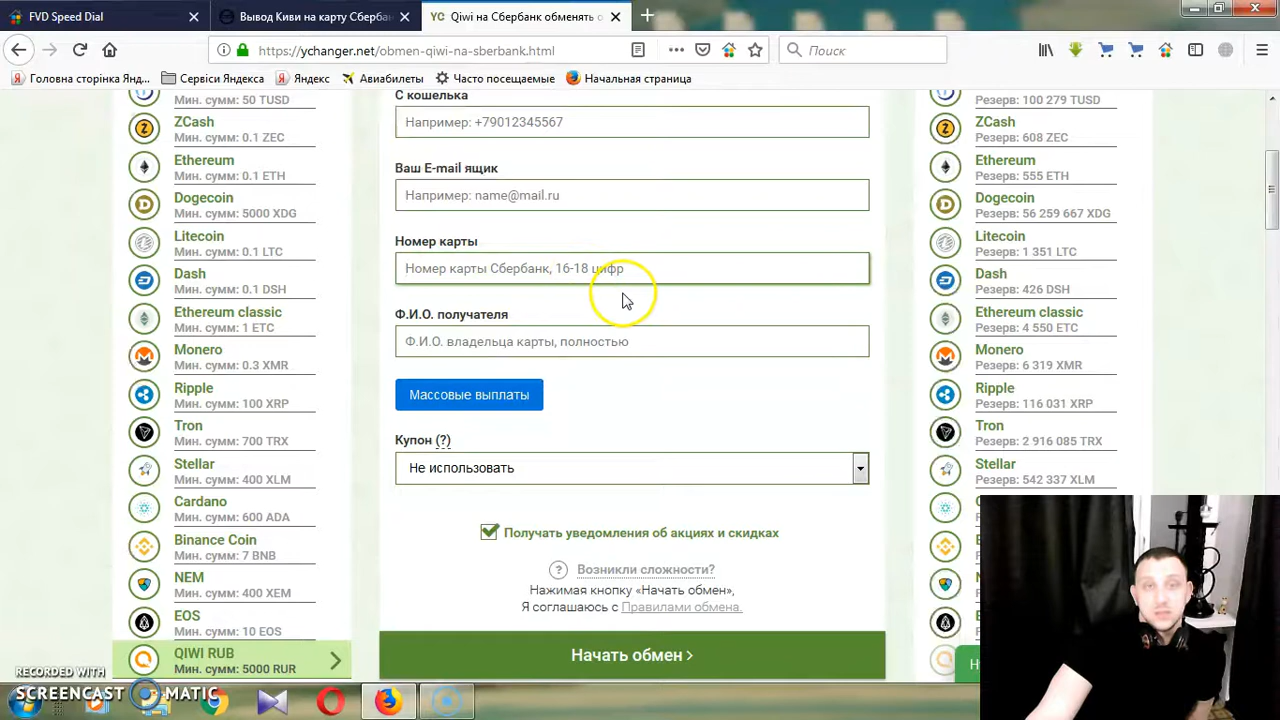 FVD Speed Dial
Вывод Киви на карту Сбербан
YC Qiwi на Сбербанк обменять о
https://ychanger.net/obmen-qiwi-na-sberbank.html
Поиск
Головна сторінка Янд...
Сервіси Яндекса
Яндекс
Авиабилеты
Часто посещаемые
Начальная страница
Мин. сумм: 50 TUSD
ZCash
Мин. сумм: 0.1 ZEC
Ethereum
Мин. сумм: 0.1 ETH
Dogecoin
Мин. сумм: 5000 XDG
Litecoin
Мин. сумм: 0.1 LTC
Dash
Мин. сумм: 0.1 DSH
Ethereum classic
Мин. сумм: 1 ETC
Monero
Мин. сумм: 0.3 XMR
Ripple
Мин. сумм: 100 XRP
Tron
Мин. сумм: 700 TRX
Stellar
Мин. сумм: 400 XLM
Cardano
Мин. сумм: 600 ADA
Binance Coin
Мин. сумм: 7 BNB
NEM
Мин. сумм: 400 XEM
EOS
Мин. сумм: 10 EOS
QIWI RUB
Мин. сумм: 5000 RUR
С кошелька
Например: +79012345567
Ваш E-mail ящик
Например: name@mail.ru
Номер карты
Номер карты Сбербанк, 16-18 цифр
Ф.И.О. получателя
Ф.И.О. владельца карты, полностью
Массовые выплаты
Купон (?)
Не использовать
Получать уведомления об акциях и скидках
? Возникли сложности?
Нажимая кнопку «Начать обмен»,
Я соглашаюсь с Правилами обмена.
Начать обмен >
Резерв: 100 279 TUSD
ZCash
Резерв: 608 ZEC
Ethereum
Резерв: 555 ETH
Dogecoin
Резерв: 56 259 667 XDG
Litecoin
Резерв: 1 351 LTC
Dash
Резерв: 426 DSH
Ethereum classic
Резерв: 4 550 ETC
Monero
Резерв: 6 319 XMR
Ripple
Резерв: 116 031 XRP
Tron
Резерв: 2 916 085 TRX
Stellar
Резерв: 542 337 XLM
RECORDED WITH
SCREENCAST MATIC